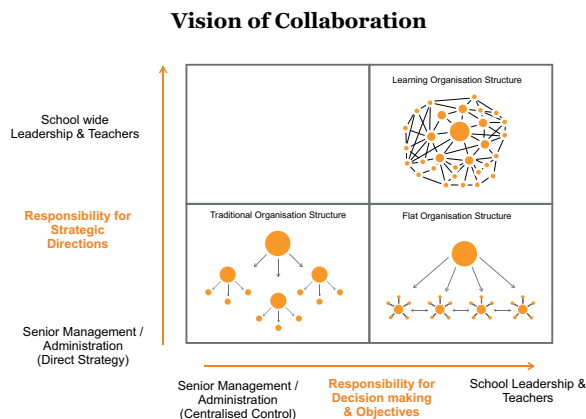 Vision of Collaboration
Learning Organisation Structure
School wide
Leadership & Teachers
Responsibility for
Strategic
Directions
Traditional Organisation Structure
Flat Organisation Structure
Senior Management /
Administration
(Direct Strategy)
Senior Management /
Administration
(Centralised Control)
Responsibility for
Decision making
& Objectives
School Leadership &
Teachers